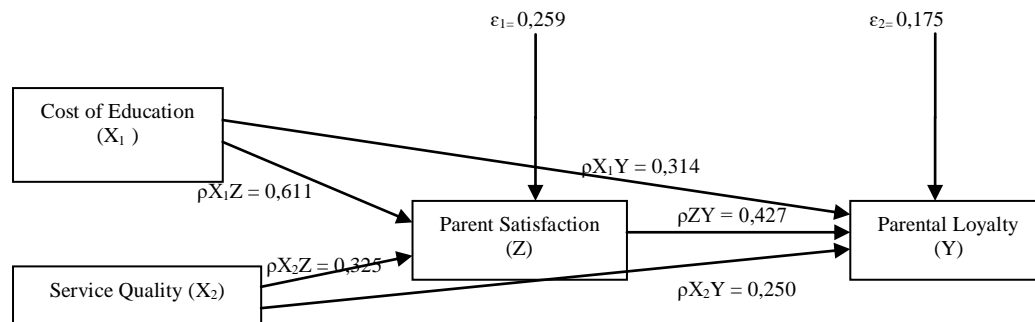 ε₁₌ 0,259
ε₂₌ 0,175
Cost of Education
(X₁ )
ρX₁Y = 0,314
ρX₁Z = 0,611
Parent Satisfaction
(Z)
ρZY = 0,427
Parental Loyalty
(Y)
ρX₂Z = 0,325
Service Quality (X₂)
ρX₂Y = 0,250